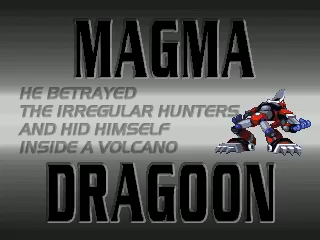 MAGMA
HE BETRAYED
THE IRREGULAR HUNTERS
AND HID HIMSELF
INSIDE A VOLCANO
DRAGOON